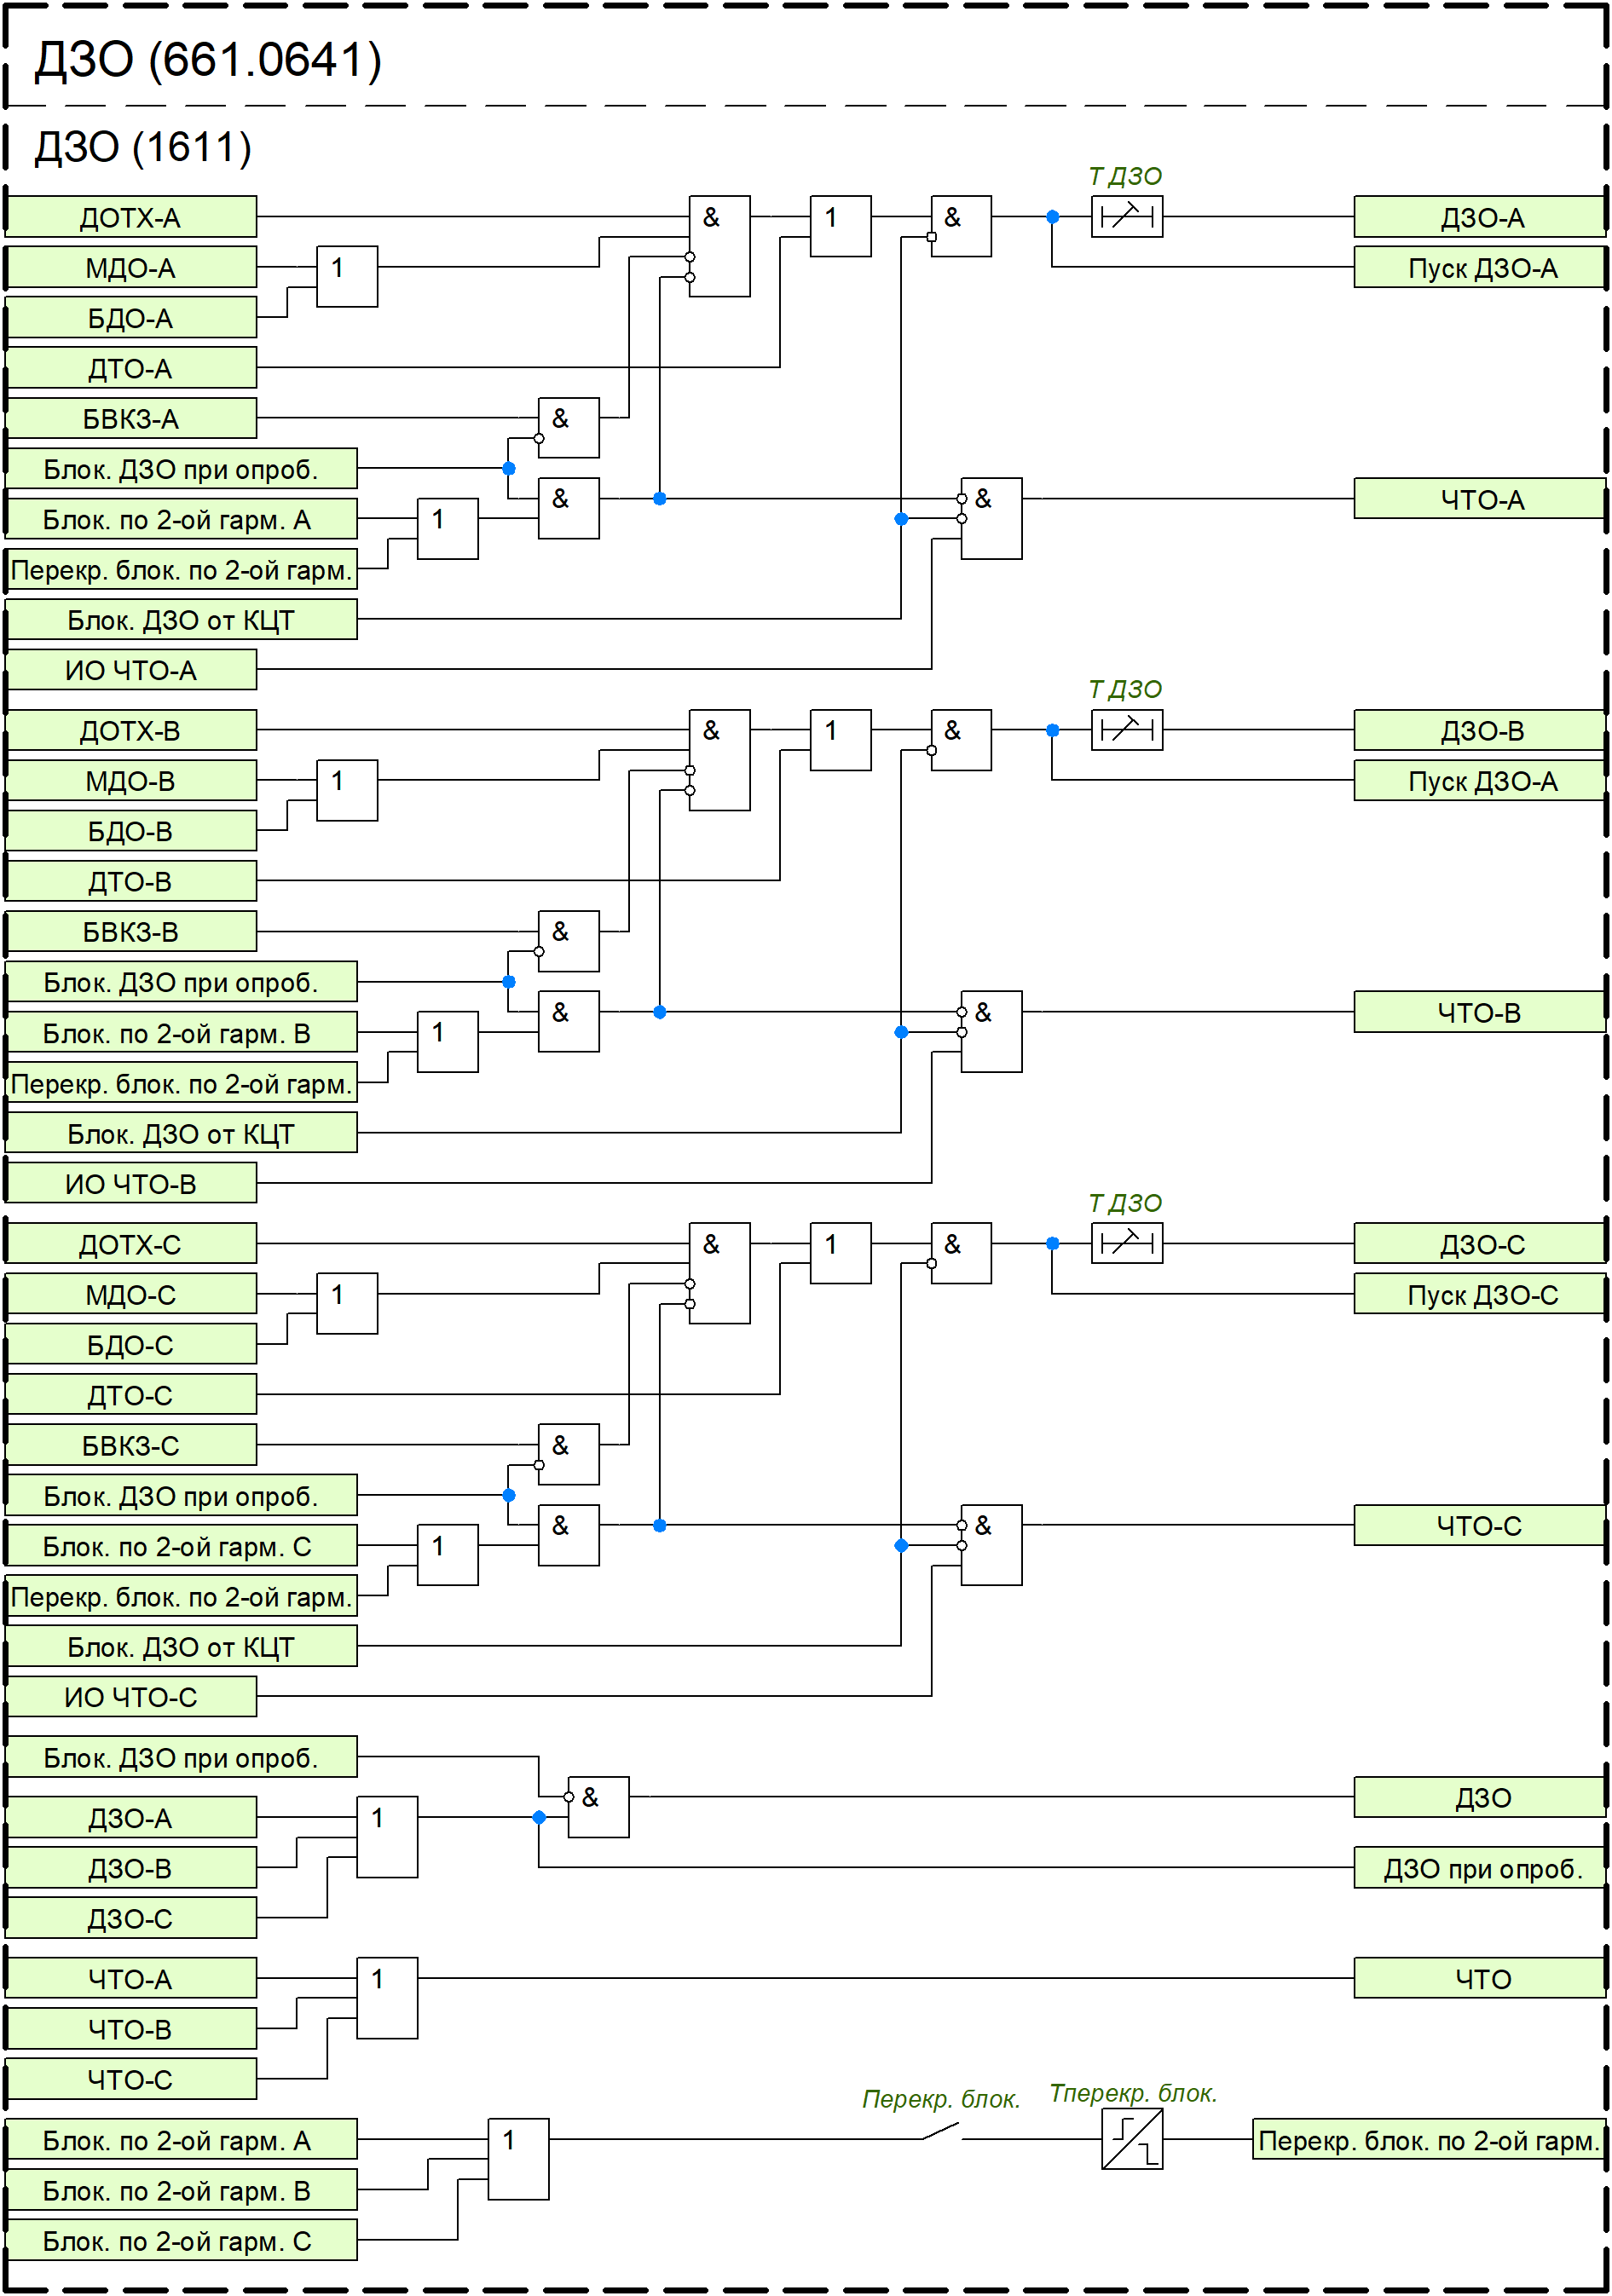 ДЗО (661.0641)
ДЗО (1611)
Т ДЗО
ДОТХ-А
&
1
&
ДЗО-А
МДО-А
1
Пуск ДЗО-А
БДО-А
ДТО-А
БВКЗ-А
&
Блок. ДЗО при опроб.
&
&
ЧТО-А
Блок. по 2-ой гарм. А
1
Перекр. блок. по 2-ой гарм.
Блок. ДЗО от КЦТ
ИО ЧТО-А
Т ДЗО
ДОТХ-В
&
1
&
ДЗО-В
МДО-В
1
Пуск ДЗО-А
БДО-В
ДТО-В
БВКЗ-В
&
Блок. ДЗО при опроб.
&
&
ЧТО-В
Блок. по 2-ой гарм. В
1
Перекр. блок. по 2-ой гарм.
Блок. ДЗО от КЦТ
ИО ЧТО-В
Т ДЗО
ДОТХ-С
&
1
&
ДЗО-С
МДО-С
1
Пуск ДЗО-С
БДО-С
ДТО-С
БВКЗ-С
&
Блок. ДЗО при опроб.
&
&
ЧТО-С
Блок. по 2-ой гарм. С
1
Перекр. блок. по 2-ой гарм.
Блок. ДЗО от КЦТ
ИО ЧТО-С
Блок. ДЗО при опроб.
&
ДЗО
ДЗО-А
1
ДЗО-В
ДЗО при опроб.
ДЗО-С
ЧТО-А
1
ЧТО
ЧТО-В
ЧТО-С
Перекр. блок.
Тперекр. блок.
Блок. по 2-ой гарм. А
1
Перекр. блок. по 2-ой гарм.
Блок. по 2-ой гарм. В
Блок. по 2-ой гарм. С